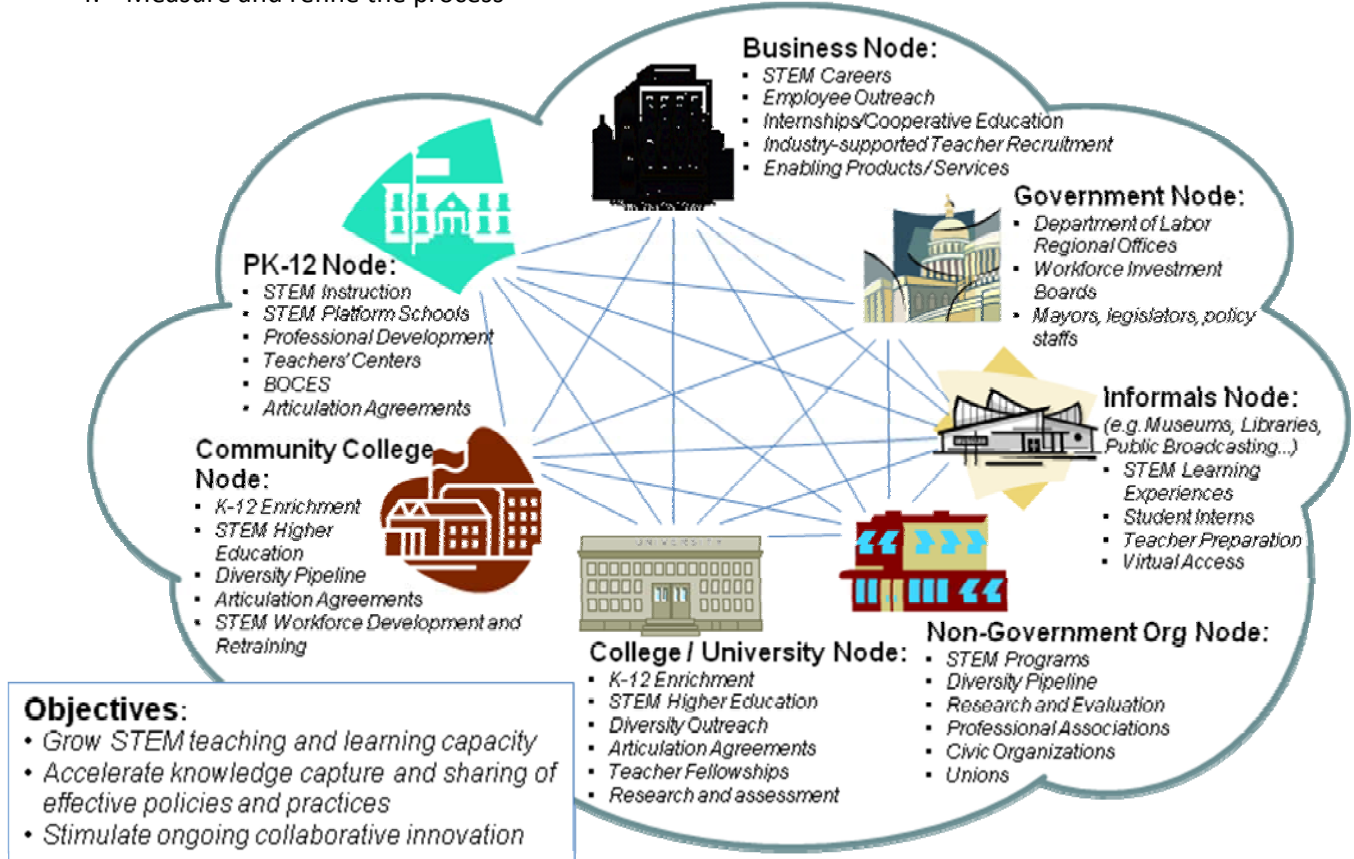 4. Measure and refine the process
Business Node:
▪ STEM Careers
▪ Employee Outreach
▪ Internships/Cooperative Education
▪ Industry-supported Teacher Recruitment
▪ Enabling Products/Services
Government Node:
▪ Department of Labor
Regional Offices
▪ Workforce Investment
Boards
▪ Mayors, legislators, policy
staffs
PK-12 Node:
▪ STEM Instruction
▪ STEM Platform Schools
▪ Professional Development
▪ Teachers' Centers
▪ BOCES
▪ Articulation Agreements
Informals Node:
(e.g. Museums, Libraries,
Public Broadcasting...)
▪ STEM Learning
Experiences
▪ Student Interns
▪ Teacher Preparation
▪ Virtual Access
Community College
Node:
▪ K-12 Enrichment
▪ STEM Higher
Education
▪ Diversity Pipeline
▪ Articulation Agreements
▪ STEM Workforce Development and
Retraining
UNIVERSITY
College / University Node:
▪ K-12 Enrichment
▪ STEM Higher Education
▪ Diversity Outreach
▪ Articulation Agreements
▪ Teacher Fellowships
▪ Research and assessment
Non-Government Org Node:
▪ STEM Programs
▪ Diversity Pipeline
▪ Research and Evaluation
▪ Professional Associations
▪ Civic Organizations
▪ Unions
Objectives:
• Grow STEM teaching and learning capacity
• Accelerate knowledge capture and sharing of
effective policies and practices
• Stimulate ongoing collaborative innovation